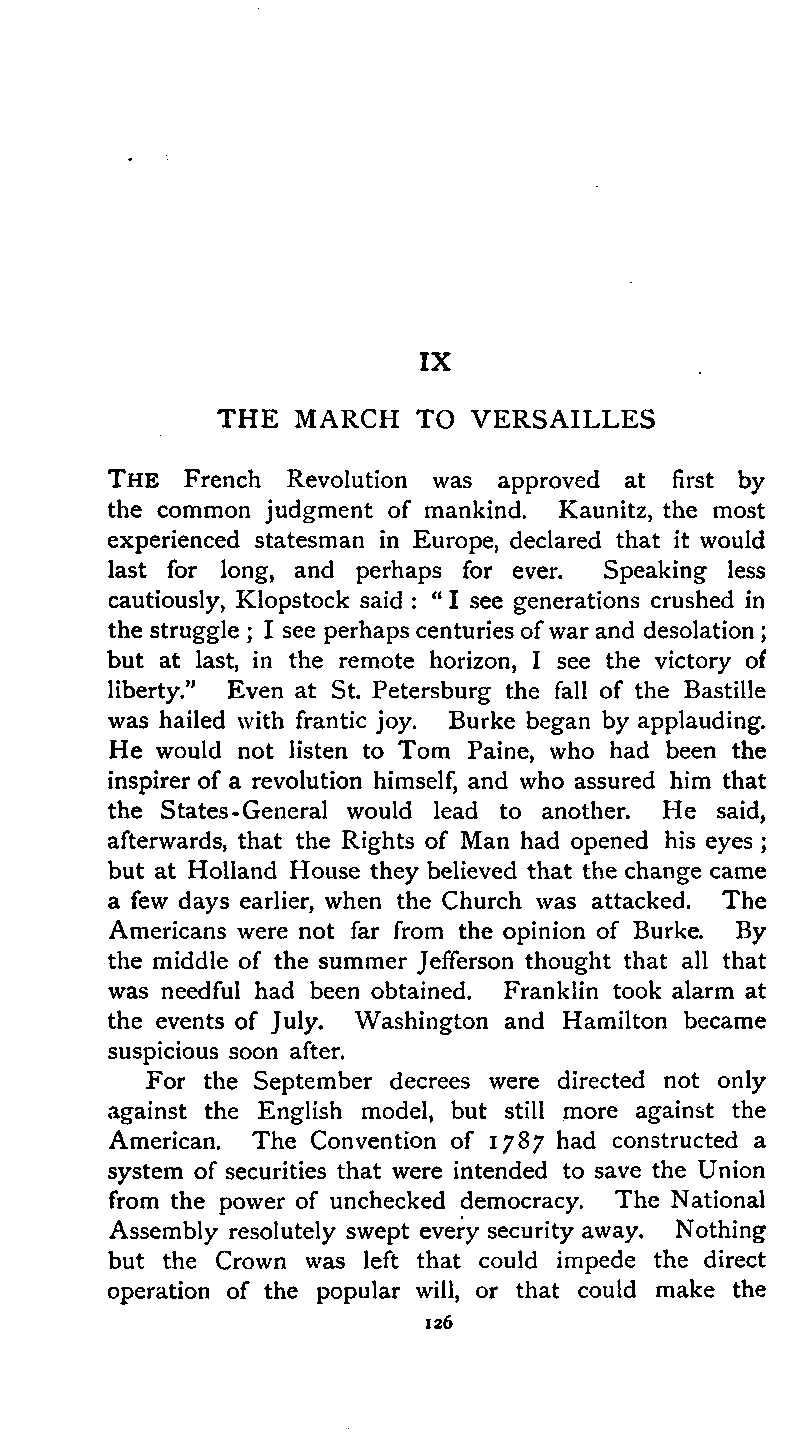 IX
THE MARCH TO VERSAILLES
THE French Revolution was approved at first by
the common judgment of mankind. Kaunitz, the most
experienced statesman in Europe, declared that it would
last for long, and perhaps for ever. Speaking less
cautiously, Klopstock said : “ I see generations crushed in
the struggle ; I see perhaps centuries of war and desolation ;
but at last, in the remote horizon, I see the victory of
liberty.” Even at St. Petersburg the fall of the Bastille
was hailed with frantic joy. Burke began by applauding.
He would not listen to Tom Paine, who had been the
inspirer of a revolution himself, and who assured him that
the States-General would lead to another. He said,
afterwards, that the Rights of Man had opened his eyes ;
but at Holland House they believed that the change came
a few days earlier, when the Church was attacked. The
Americans were not far from the opinion of Burke. By
the middle of the summer Jefferson thought that all that
was needful had been obtained. Franklin took alarm at
the events of July. Washington and Hamilton became
suspicious soon after.
For the September decrees were directed not only
against the English model, but still more against the
American. The Convention of 1787 had constructed a
system of securities that were intended to save the Union
from the power of unchecked democracy. The National
Assembly resolutely swept every security away. Nothing
but the Crown was left that could impede the direct
operation of the popular will, or that could make the
126